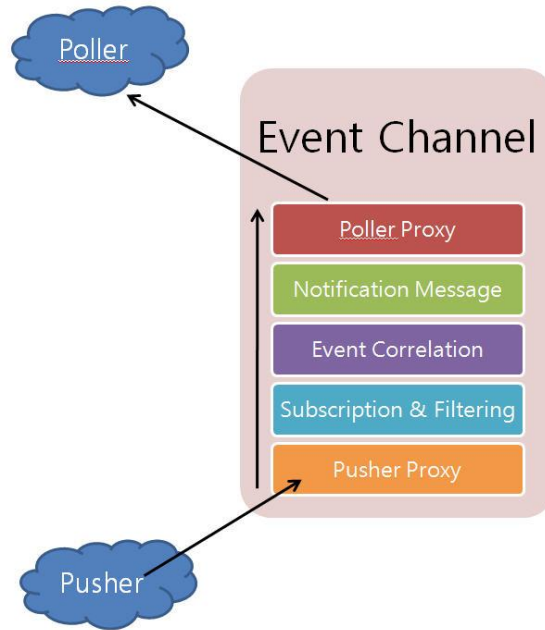 Poller
Event Channel
Poller Proxy
Notification Message
Event Correlation
Subscription & Filtering
Pusher Proxy
Pusher